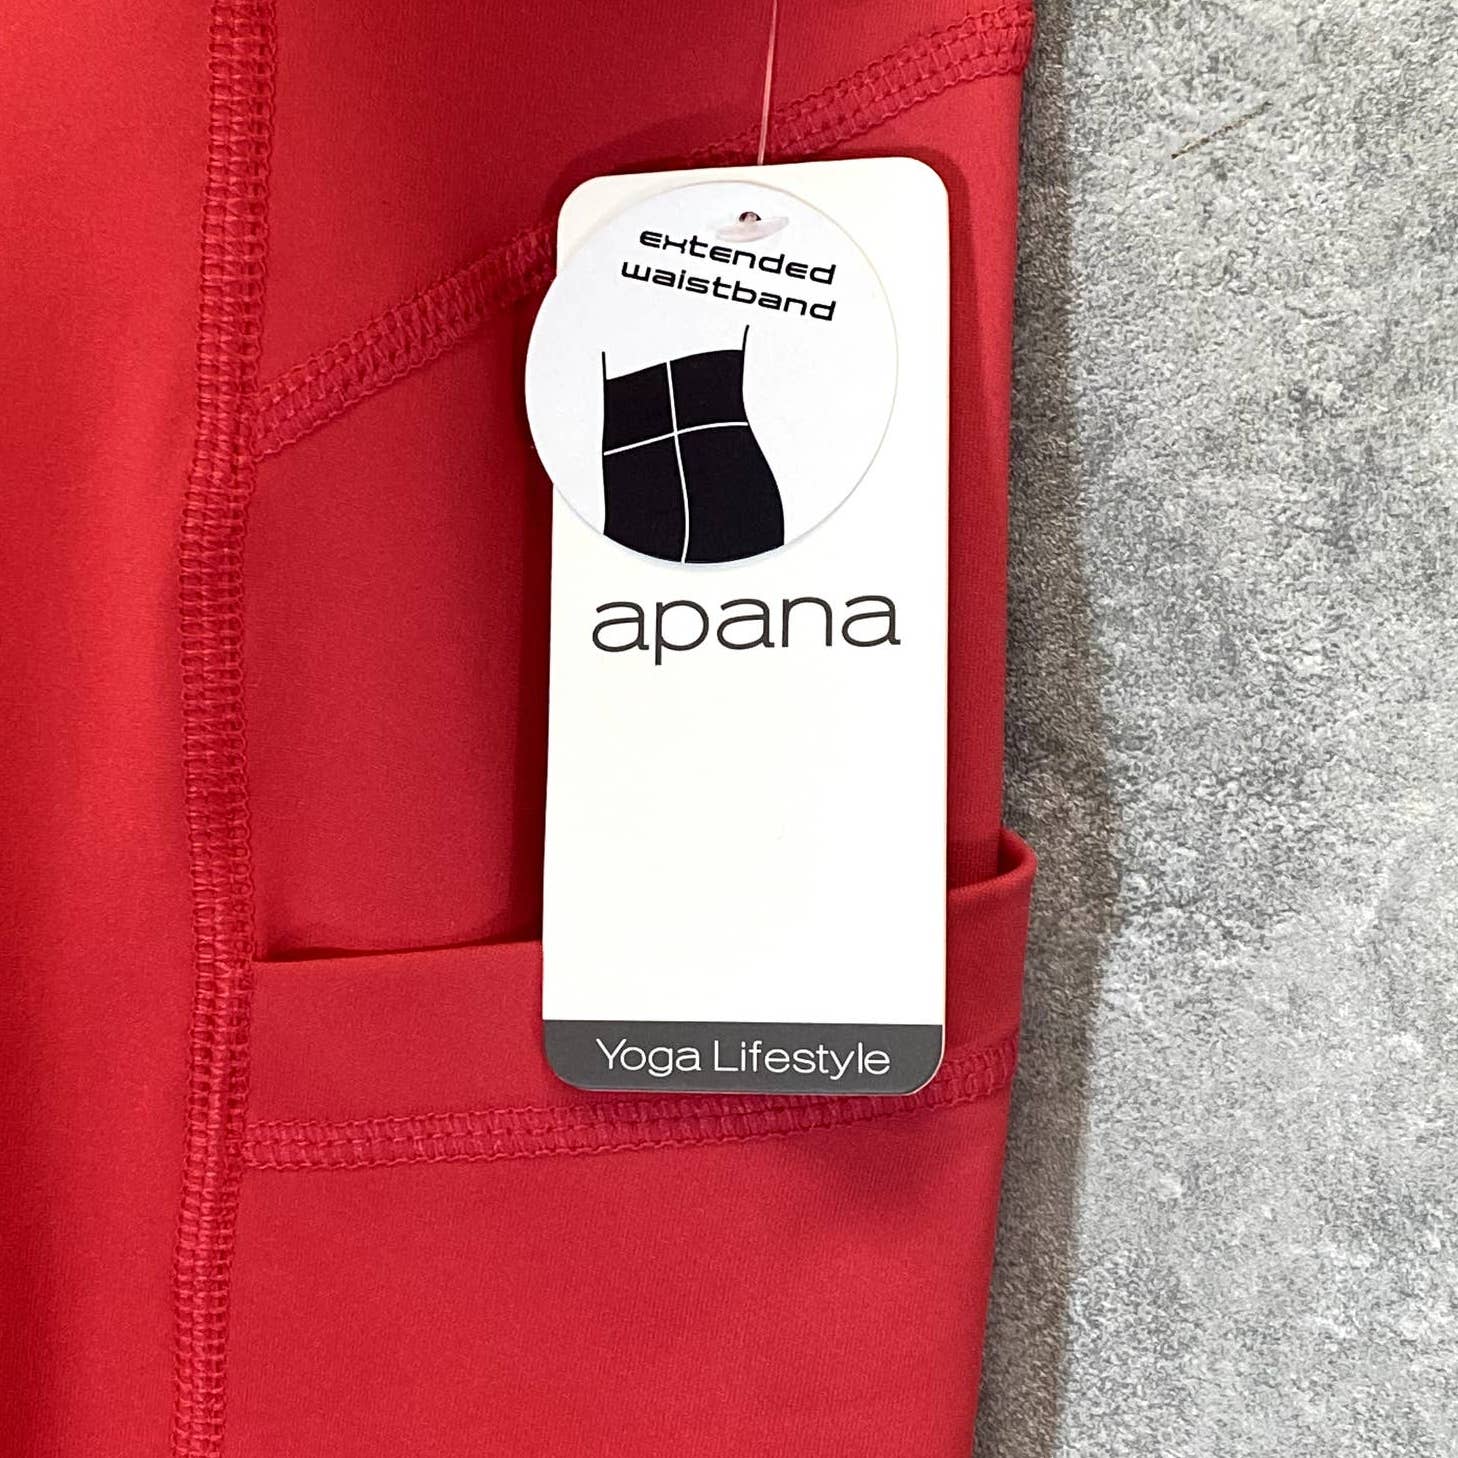 extended
waistband
apana
Yoga Lifestyle